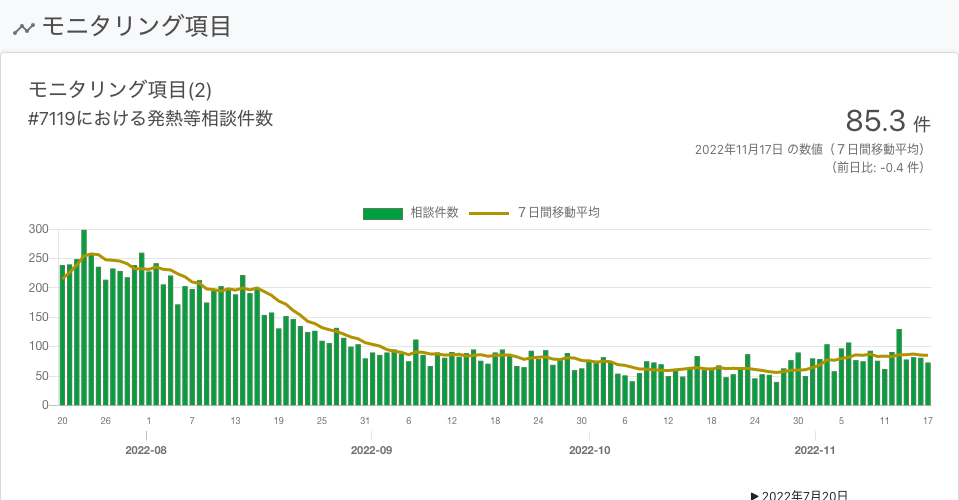 モニタリング項目
モニタリング項目(2)
#7119における発熱等相談件数
85.3 件
2022年11月17日 の数値（７日間移動平均）
（前日比: -0.4 件）
相談件数 ７日間移動平均
300
250
200
150
100
50
0
20 26 1 7 13 19 25 31 6 12 18 24 30 6 12 18 24 30 5 11 17
2022-08 2022-09 2022-10 2022-11
▶ 2022年7月20日